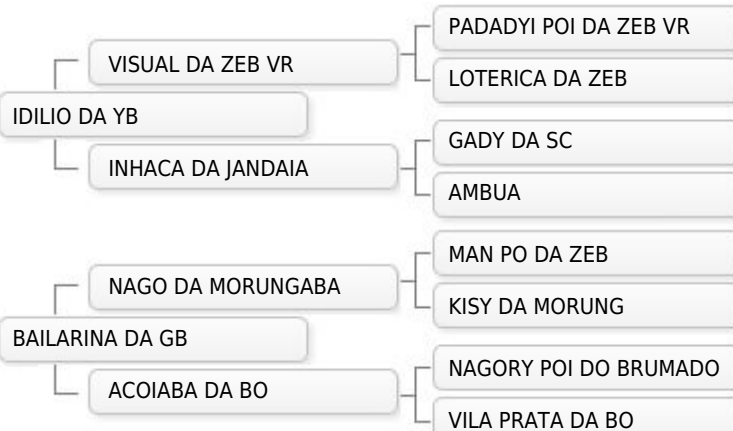 PADADYI POI DA ZEB VR
VISUAL DA ZEB VR
LOTERICA DA ZEB
IDILIO DA YB
GADY DA SC
INHACA DA JANDAIA
AMBUA
MAN PO DA ZEB
NAGO DA MORUNGABA
KISY DA MORUNG
BAILARINA DA GB
NAGORY POI DO BRUMADO
ACOIABA DA BO
VILA PRATA DA BO